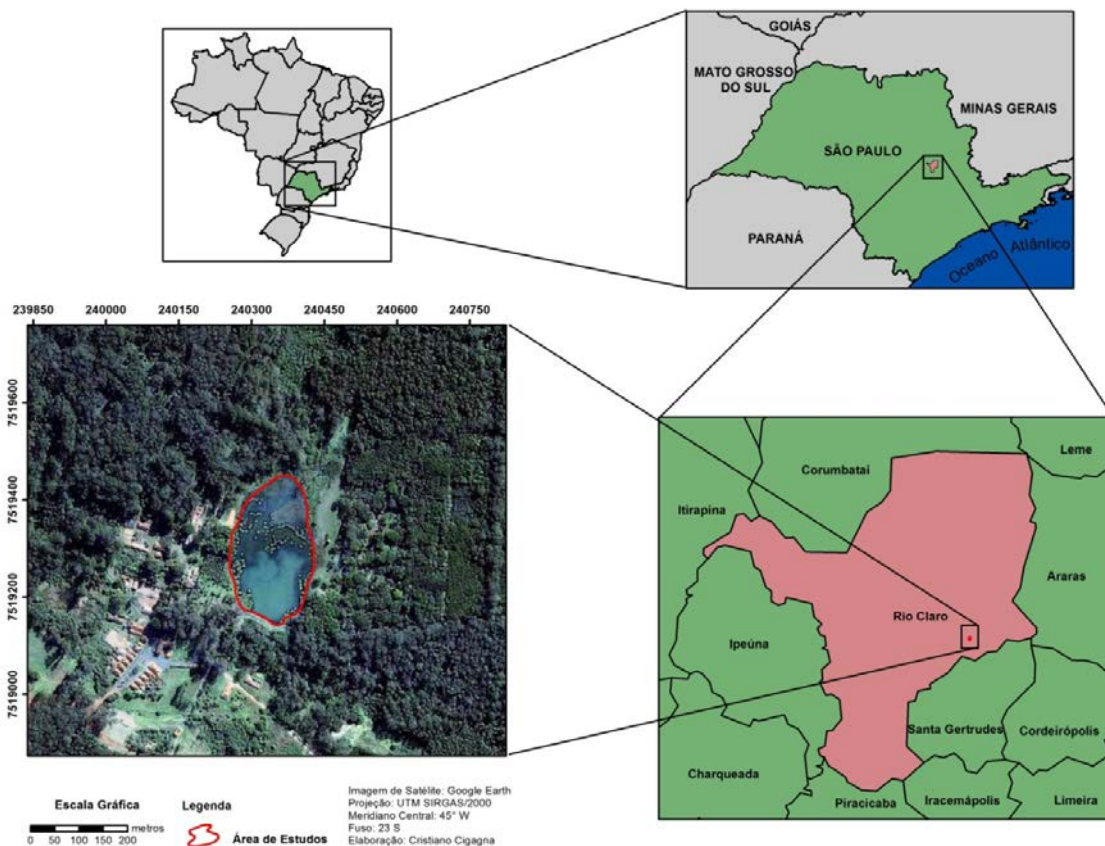 GOIÁS
MATO GROSSO
DO SUL
MINAS GERAIS
SÃO PAULO
PARANÁ
Oceano Atlântico
239850 240000 240150 240300 240450 240600 240750
7519600
7519400
7519200
7519000
Leme
Corumbataí
Itirapina
Araras
Rio Claro
Ipeúna
Santa Gertrudes
Cordeirópolis
Charqueada
Piracicaba
Iracemápolis
Limeira
Escala Gráfica
metros
0 50 100 150 200
Legenda
Área de Estudos
Imagem de Satélite: Google Earth
Projeção: UTM SIRGAS/2000
Meridiano Central: 45° W
Fuso: 23 S
Elaboração: Cristiano Cigagna